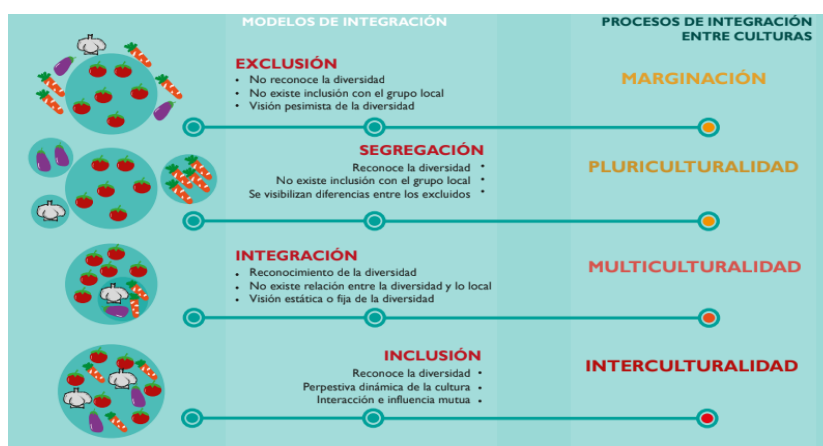 MODELOS DE INTEGRACIÓN
PROCESOS DE INTEGRACIÓN
ENTRE CULTURAS
EXCLUSIÓN
• No reconoce la diversidad
• No existe inclusión con el grupo local
• Visión pesimista de la diversidad
MARGINACIÓN
SEGREGACIÓN
Reconoce la diversidad •
No existe inclusión con el grupo local •
Se visibilizan diferencias entre los excluidos •
PLURICULTURALIDAD
INTEGRACIÓN
• Reconocimiento de la diversidad
• No existe relación entre la diversidad y lo local
• Visión estática o fija de la diversidad
MULTICULTURALIDAD
INCLUSIÓN
Reconoce la diversidad •
Perpestiva dinámica de la cultura •
Interacción e influencia mutua •
INTERCULTURALIDAD